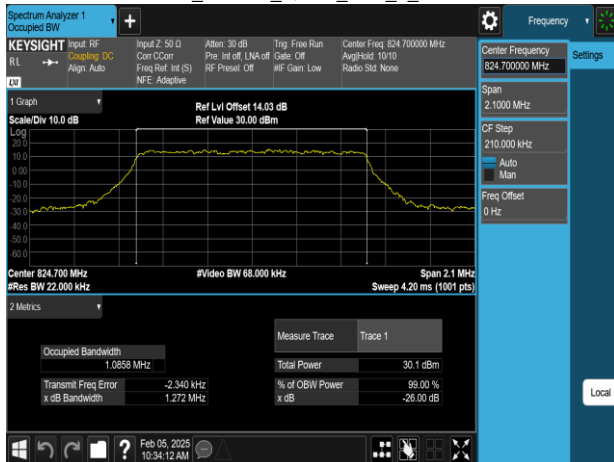 Spectrum Analyzer 1
Occupied BW
Frequency
KEYSIGHT
RL
Input: RF
Coupling: DC
Align: Auto
Input Z: 50 Ω
Corr CCorr
Freq Ref: Int (S)
NFE: Adaptive
Atten: 30 dB
Pre: Int off, LNA off
RF Presel: Off
Trig: Free Run
Gate: Off
#IF Gain: Low
Center Freq: 824.700000 MHz
Avg|Hold: 10/10
Radio Std: None
LXI
1 Graph
Scale/Div 10.0 dB
Ref Lvl Offset 14.03 dB
Ref Value 30.00 dBm
Log
20.0
10.0
0.00
-10.0
-20.0
-30.0
-40.0
-50.0
-60.0
Center 824.700 MHz
#Res BW 22.000 kHz
#Video BW 68.000 kHz
Span 2.1 MHz
Sweep 4.20 ms (1001 pts)
2 Metrics
Occupied Bandwidth
1.0858 MHz
Transmit Freq Error -2.340 kHz
x dB Bandwidth 1.272 MHz
Measure Trace Trace 1
Total Power 30.1 dBm
% of OBW Power 99.00 %
x dB -26.00 dB
Center Frequency
824.700000 MHz
Span
2.1000 MHz
CF Step
210.000 kHz
Auto
Man
Freq Offset
0 Hz
Settings
Local
?
Feb 05, 2025
10:34:12 AM